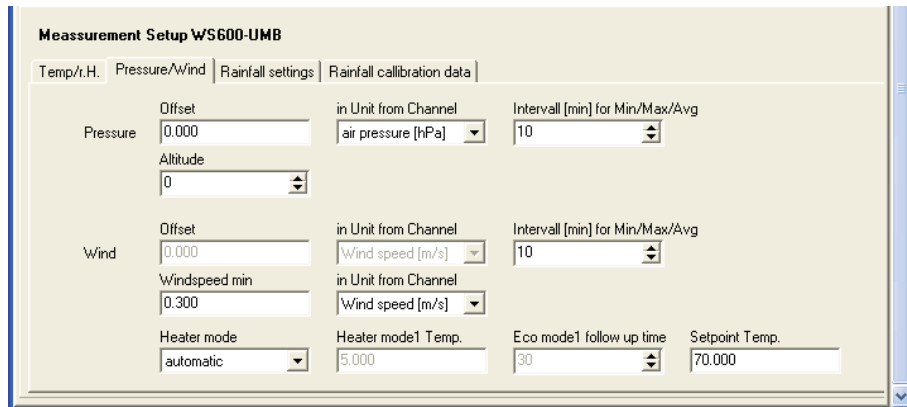 Meassurement Setup WS600-UMB
Temp/r.H. Pressure/Wind Rainfall settings Rainfall callibration data
Offset in Unit from Channel Intervall [min] for Min/Max/Avg
Pressure 0.000 air pressure [hPa] 10
Altitude
0
Offset in Unit from Channel Intervall [min] for Min/Max/Avg
Wind 0.000 Wind speed [m/s] 10
Windspeed min in Unit from Channel
0.300 Wind speed [m/s]
Heater mode Heater mode1 Temp. Eco mode1 follow up time Setpoint Temp.
automatic 5.000 30 70.000